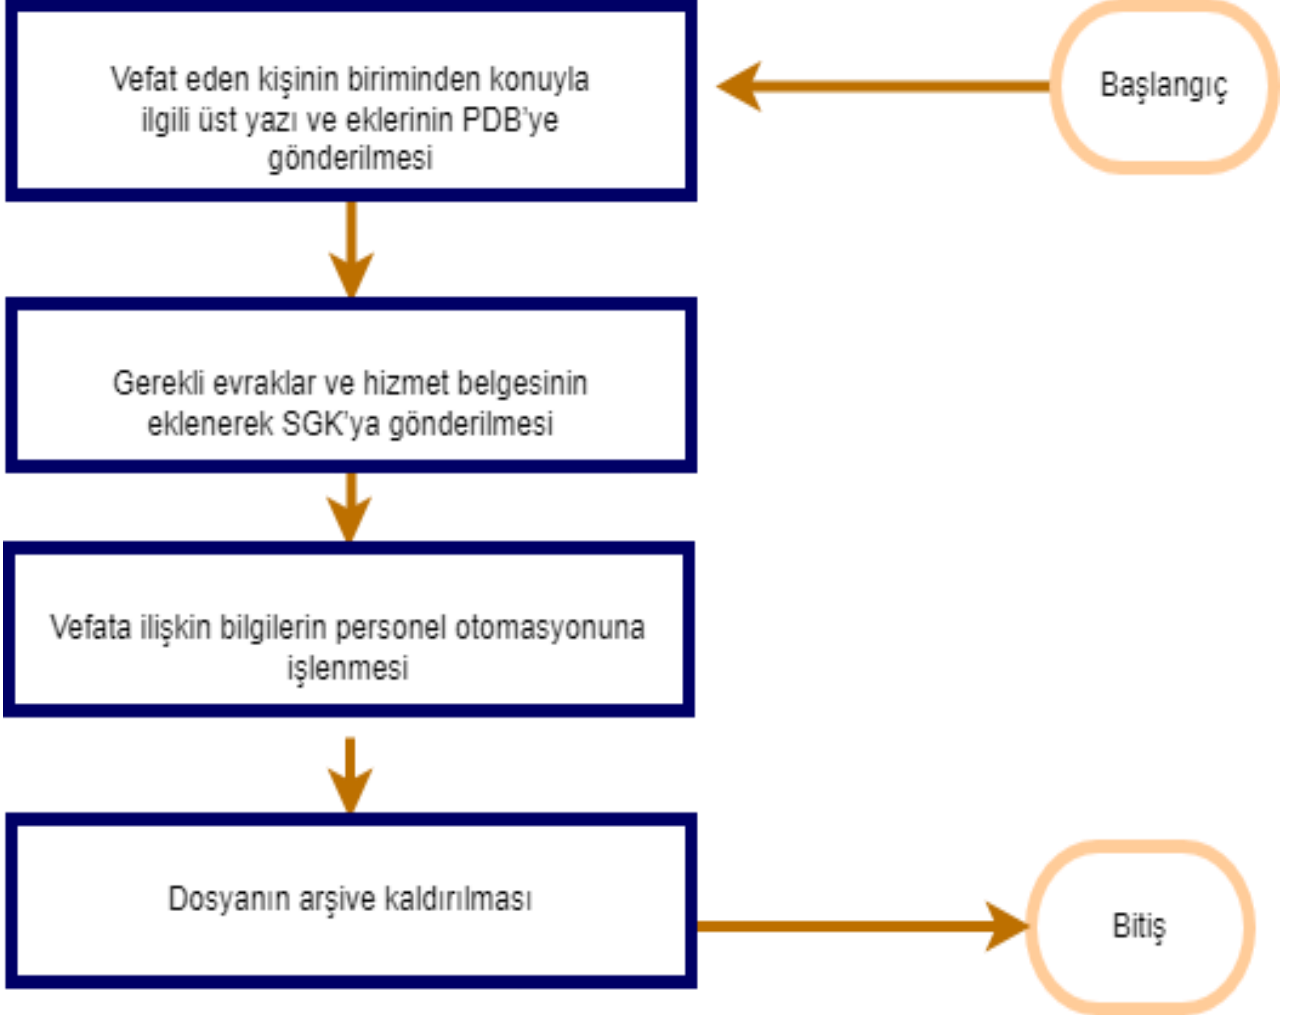 Başlangıç
Vefat eden kişinin biriminden konuyla
ilgili üst yazı ve eklerinin PDB'ye
gönderilmesi
Gerekli evraklar ve hizmet belgesinin
eklenerek SGK'ya gönderilmesi
Vefata ilişkin bilgilerin personel otomasyonuna
işlenmesi
Dosyanın arşive kaldırılması
Bitiş